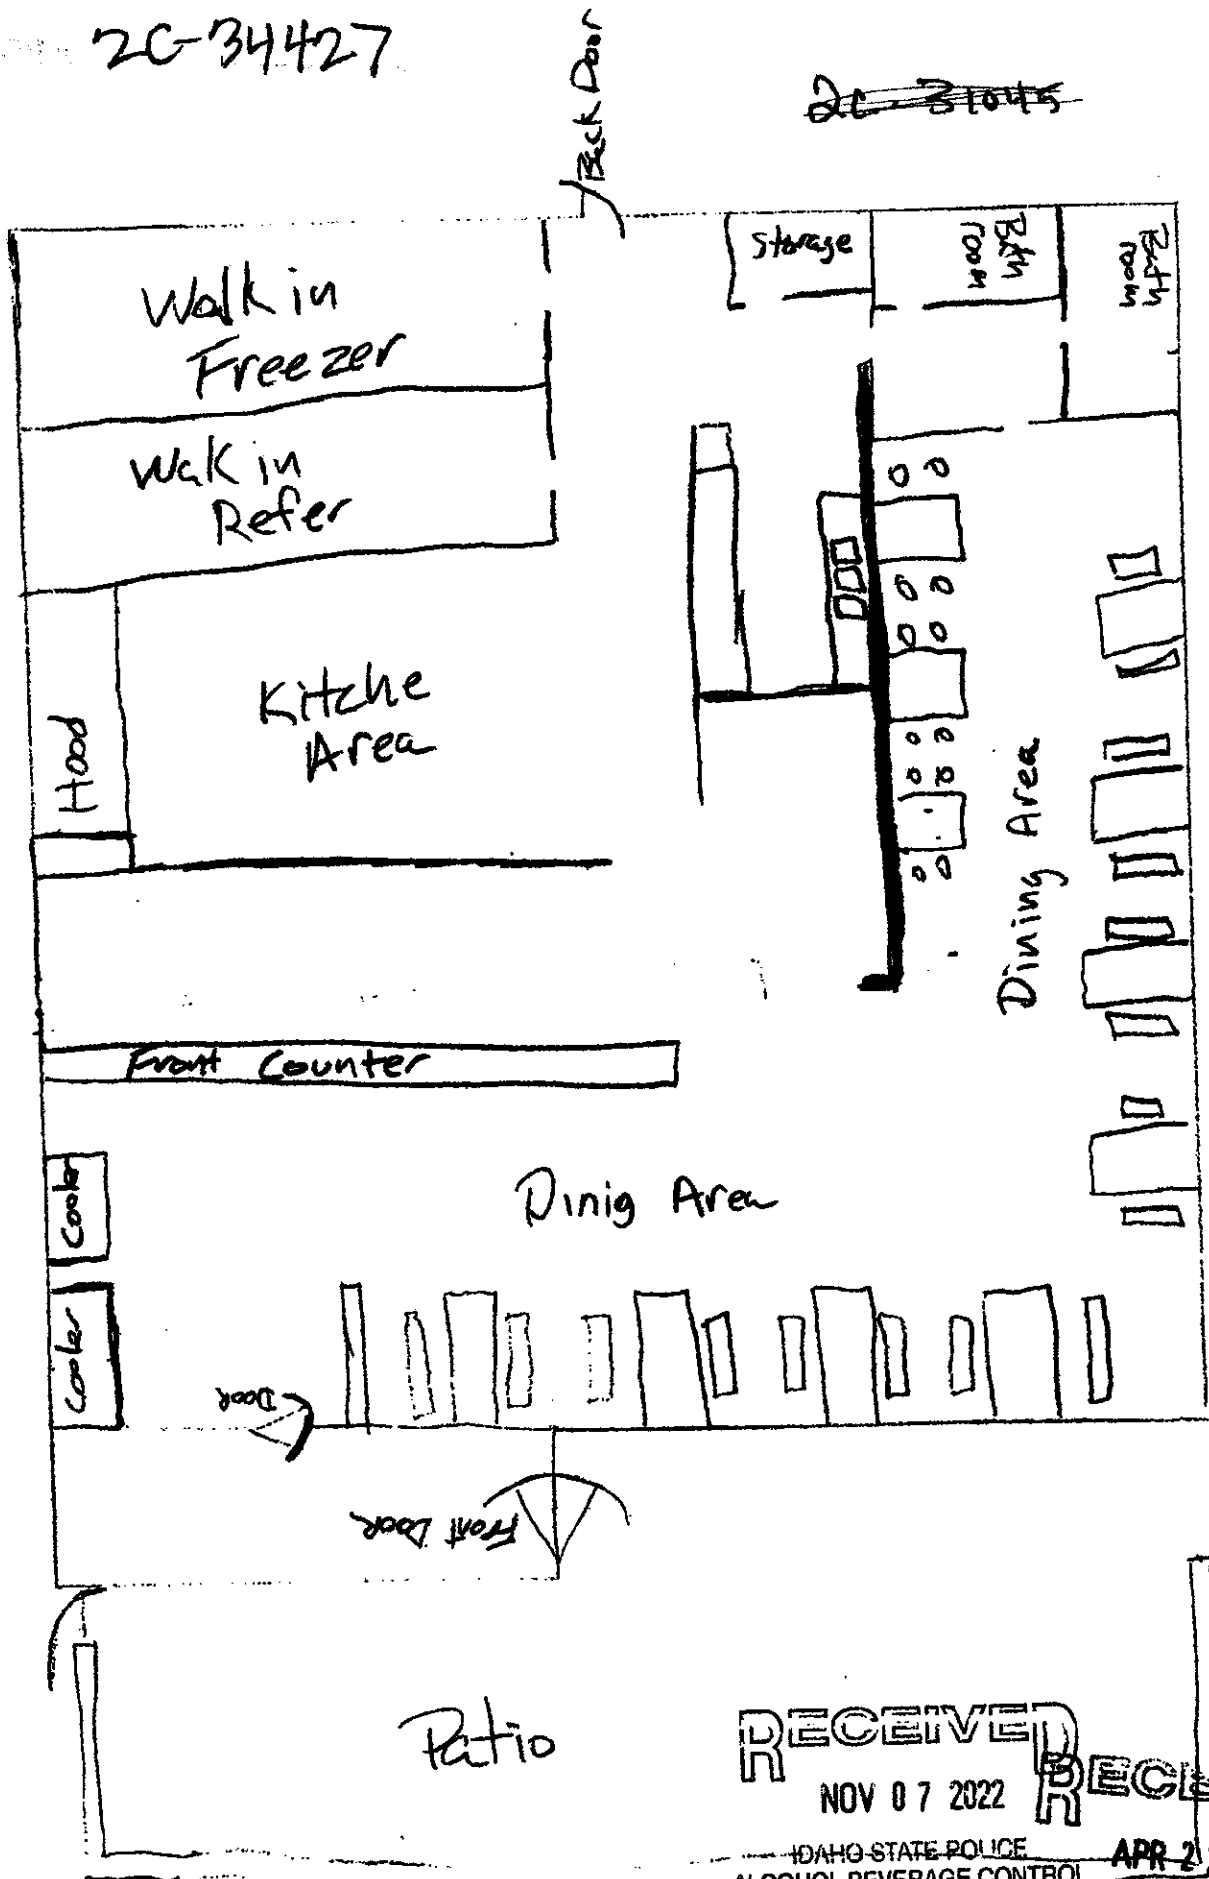 2C-34427
Back Door
2C-31045
Storage
Bath
room
Bath
room
Walk in
Freezer
Walk in
Refer
Hood
Kitche
Area
Dining Area
Front Counter
Cooler
Dinig Area
Cooler
Door
Front Door
Patio
RECEIVED
NOV 07 2022
IDAHO STATE POLICE
ALCOHOL BEVERAGE CONTROL
RECE
APR 2